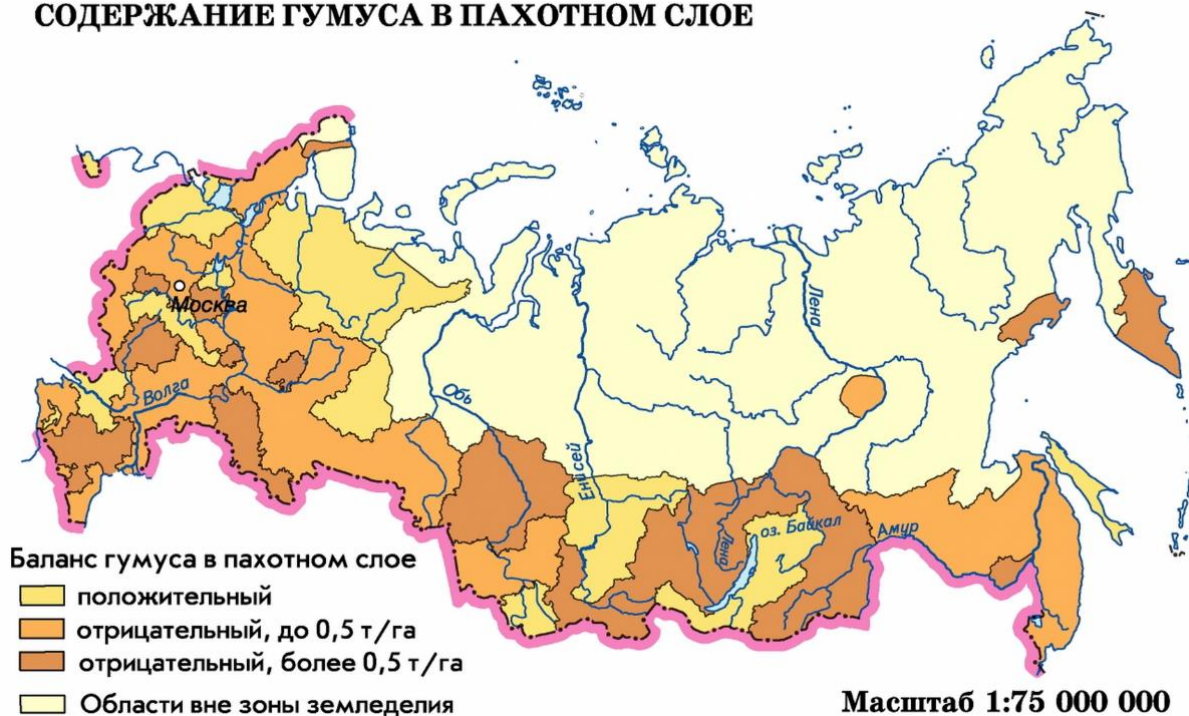 СОДЕРЖАНИЕ ГУМУСА В ПАХОТНОМ СЛОЕ
Москва
Волга
Обь
Енисей
Лена
Лена
оз. Байкал
Амур
Баланс гумуса в пахотном слое
положительный
отрицательный, до 0,5 т/га
отрицательный, более 0,5 т/га
Области вне зоны земледелия
Масштаб 1:75 000 000